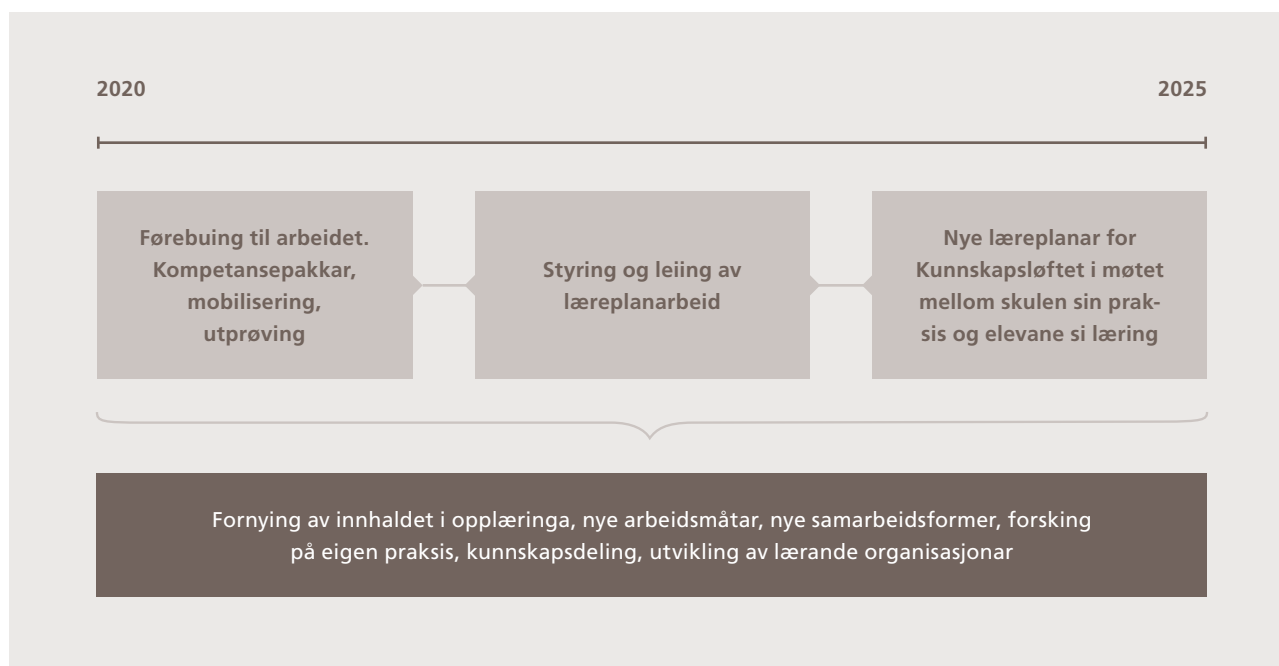 2020
2025
Førebuing til arbeidet.
Kompetansepakkar,
mobilisering,
utprøving
Styring og leiing av
læreplanarbeid
Nye læreplanar for
Kunnskapsløftet i møtet
mellom skulen sin prak-
sis og elevane si læring
Fornying av innhaldet i opplæringa, nye arbeidsmåtar, nye samarbeidsformer, forsking
på eigen praksis, kunnskapsdeling, utvikling av lærande organisasjonar